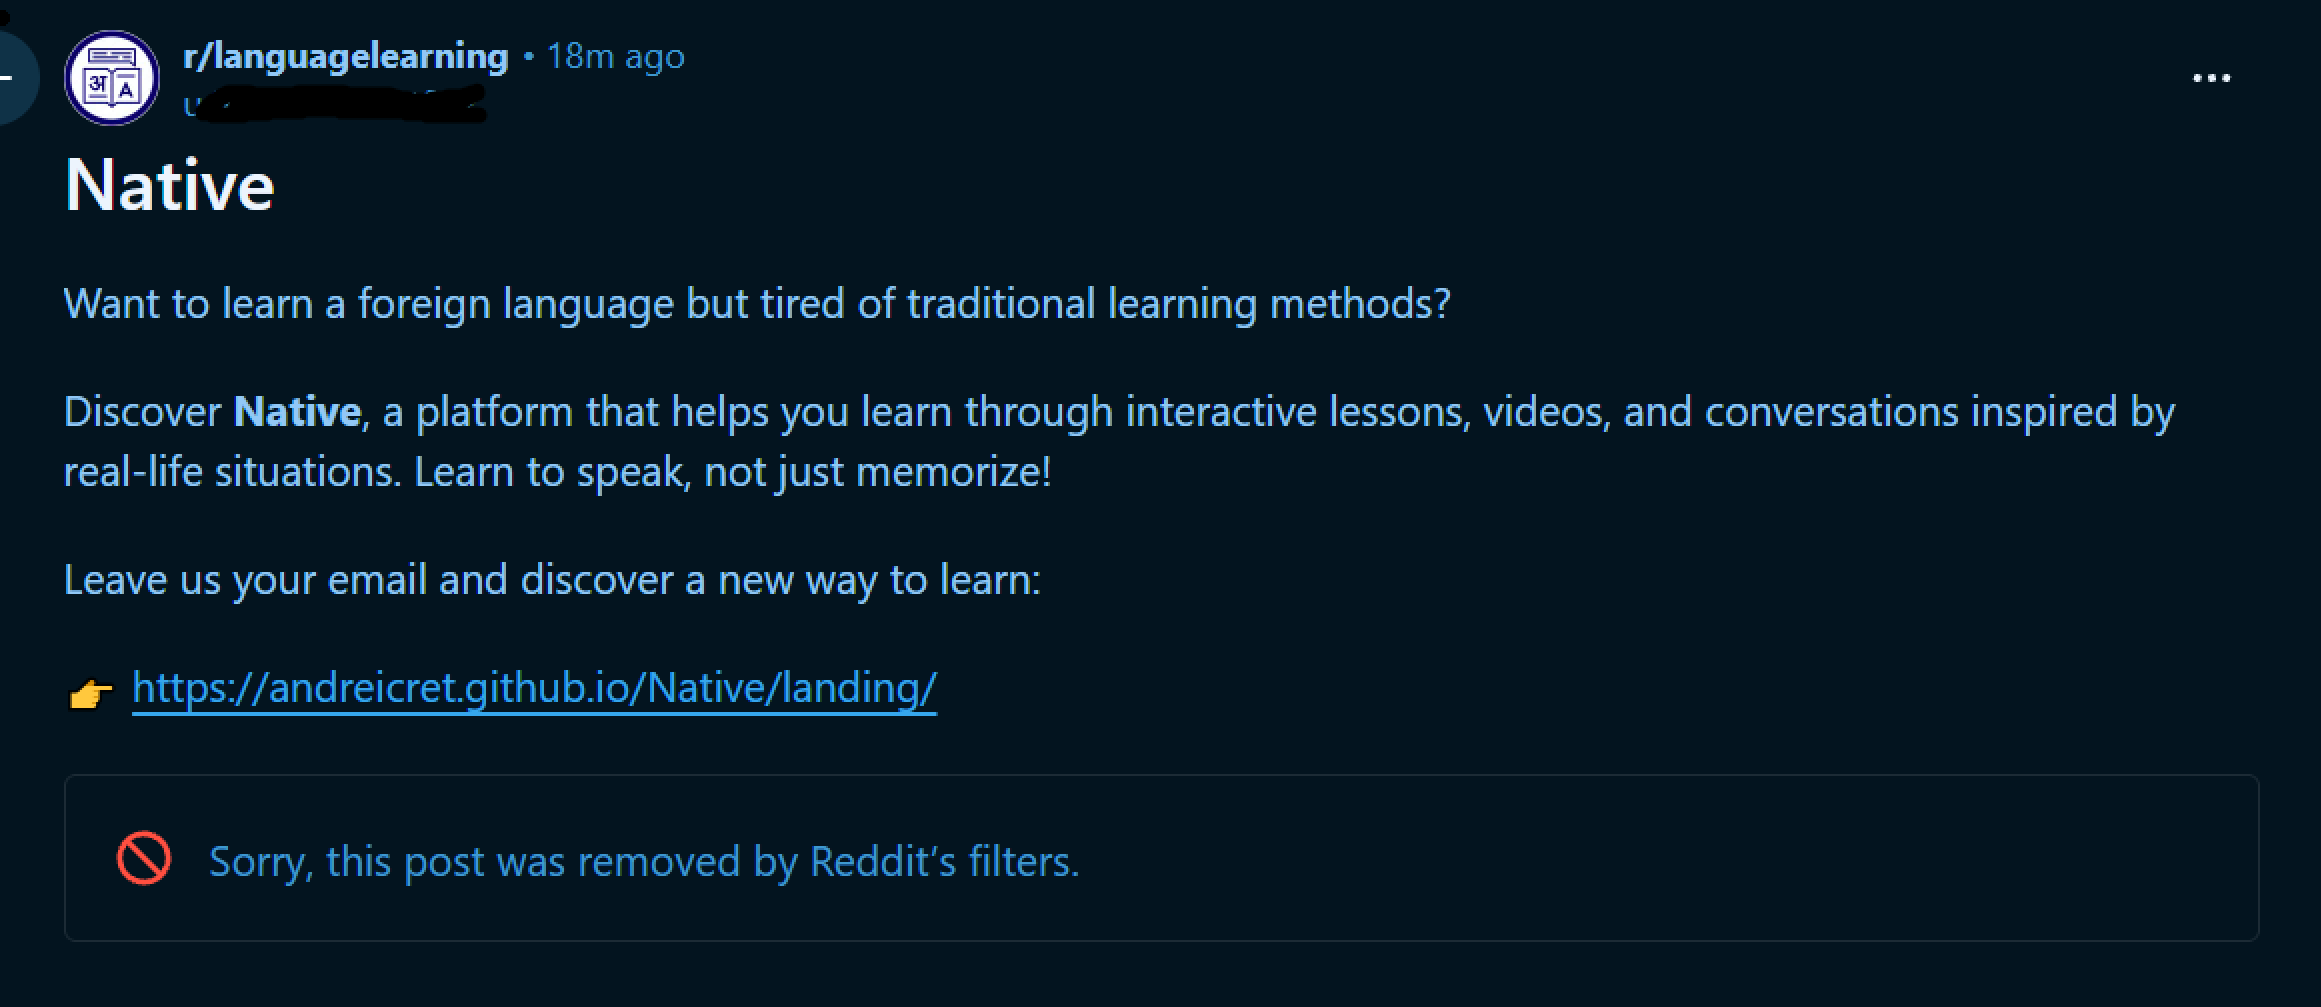 r/languagelearning • 18m ago
Native
Want to learn a foreign language but tired of traditional learning methods?
Discover Native, a platform that helps you learn through interactive lessons, videos, and conversations inspired by
real-life situations. Learn to speak, not just memorize!
Leave us your email and discover a new way to learn:
👉 https://andreicret.github.io/Native/landing/
Sorry, this post was removed by Reddit’s filters.